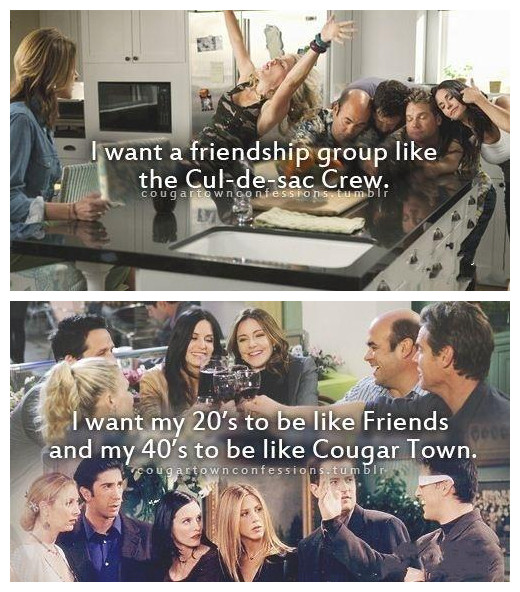 I want a friendship group like
the Cul-de-sac Crew.
cougartownconfessions.tumblr
I want my 20's to be like Friends
and my 40's to be like Cougar Town.
cougartownconfessions.tumblr